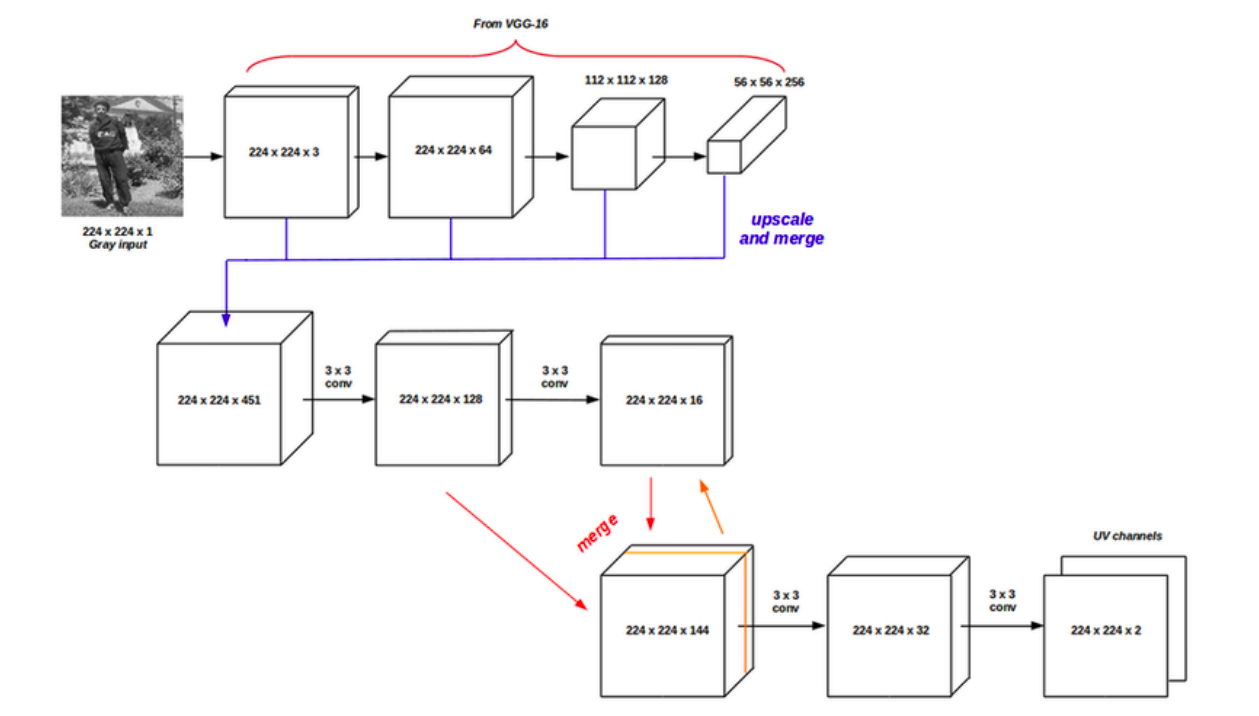 From VGG-16
112 x 112 x 128
56 x 56 x 256
224 x 224 x 3
224 x 224 x 64
224 x 224 x 1
Gray input
upscale
and merge
3 x 3
conv
3 x 3
conv
224 x 224 x 451
224 x 224 x 128
224 x 224 x 16
merge
UV channels
3 x 3
conv
3 x 3
conv
224 x 224 x 144
224 x 224 x 32
224 x 224 x 2